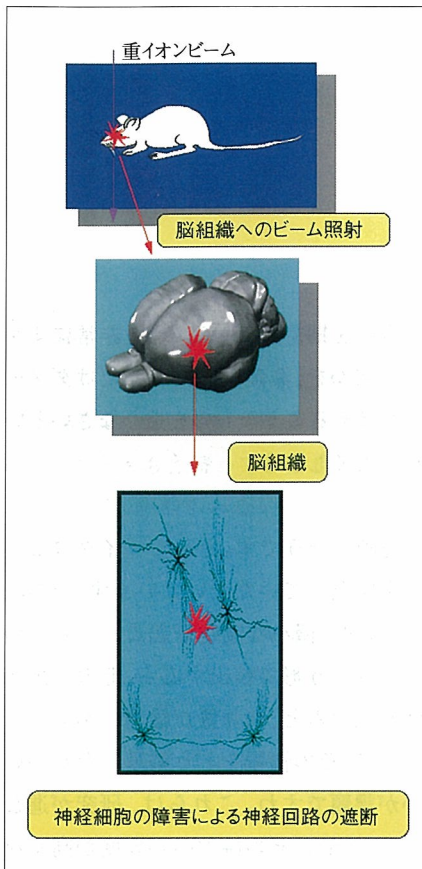 重イオンビーム
脳組織へのビーム照射
脳組織
神経細胞の障害による神経回路の遮断